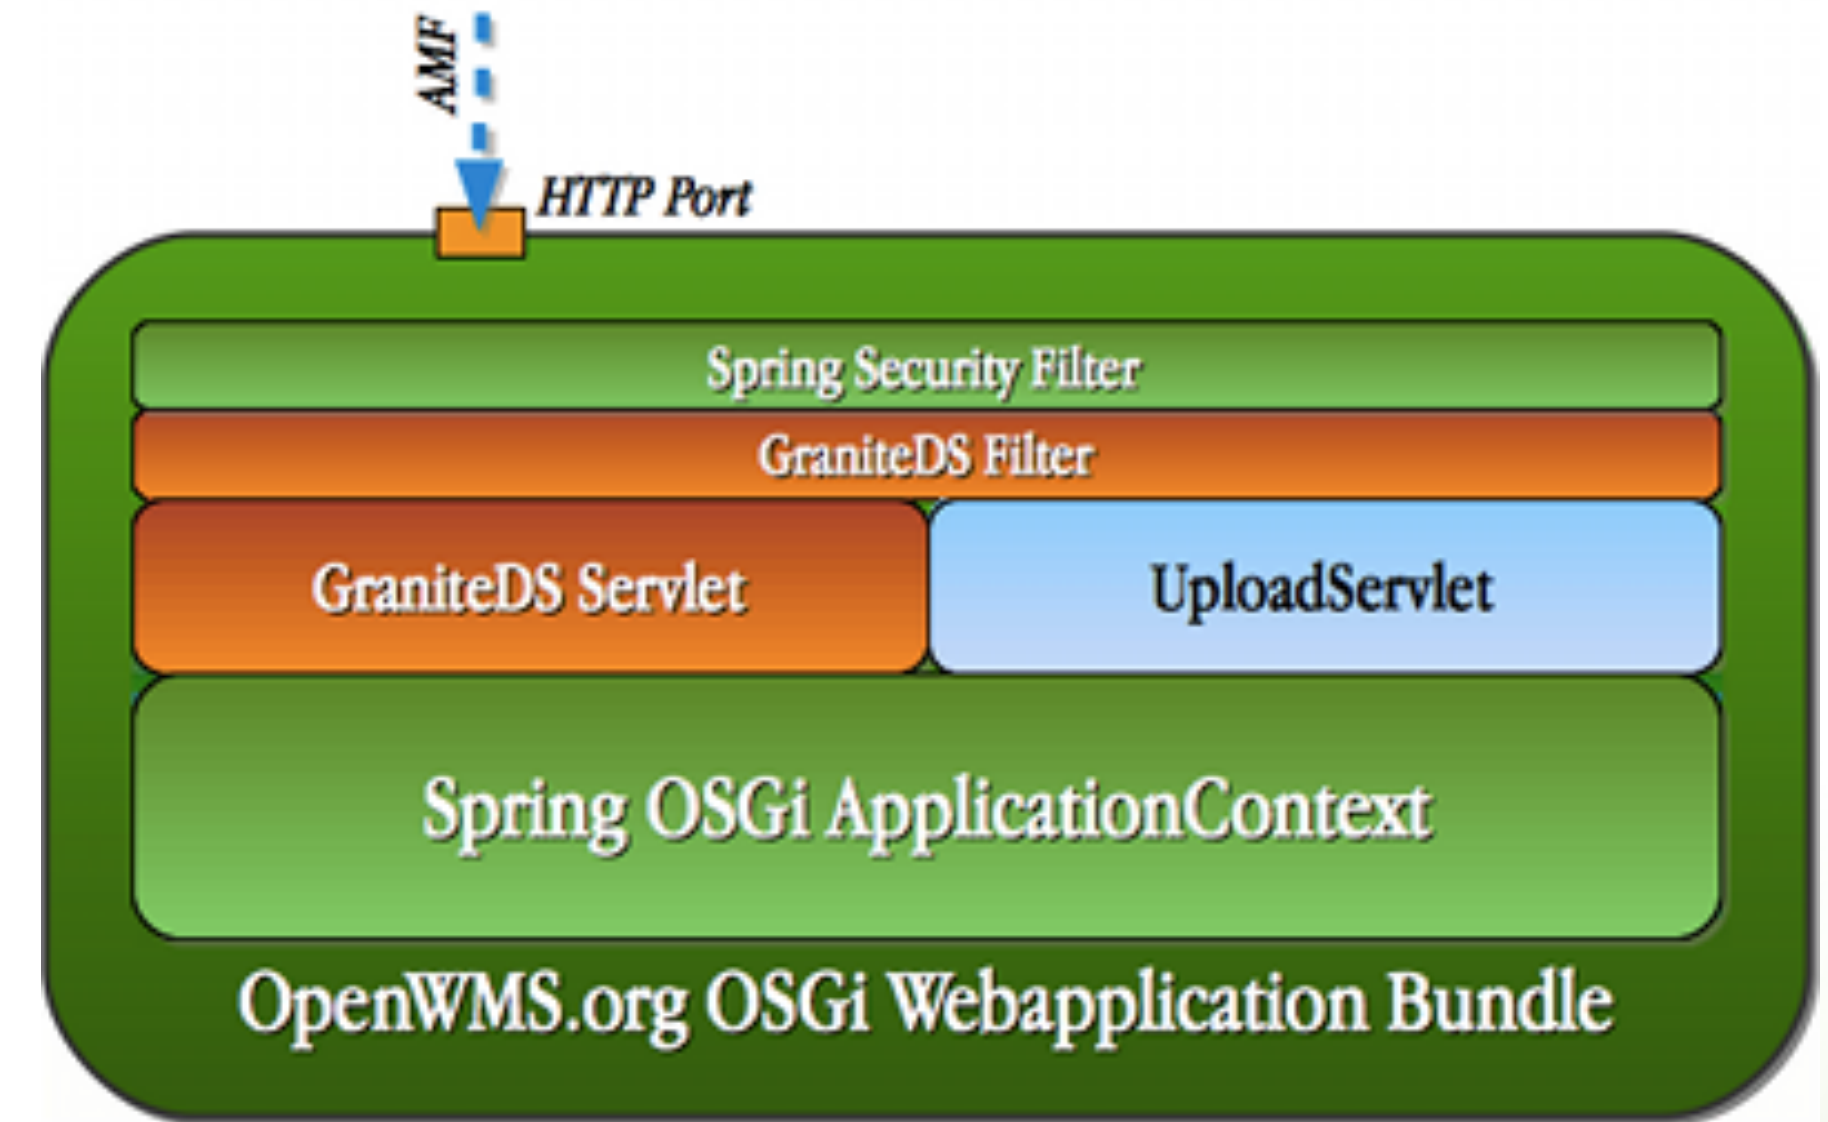 AMF
HTTP Port
Spring Security Filter
GraniteDS Filter
GraniteDS Servlet
UploadServlet
Spring OSGi ApplicationContext
OpenWMS.org OSGi Webapplication Bundle